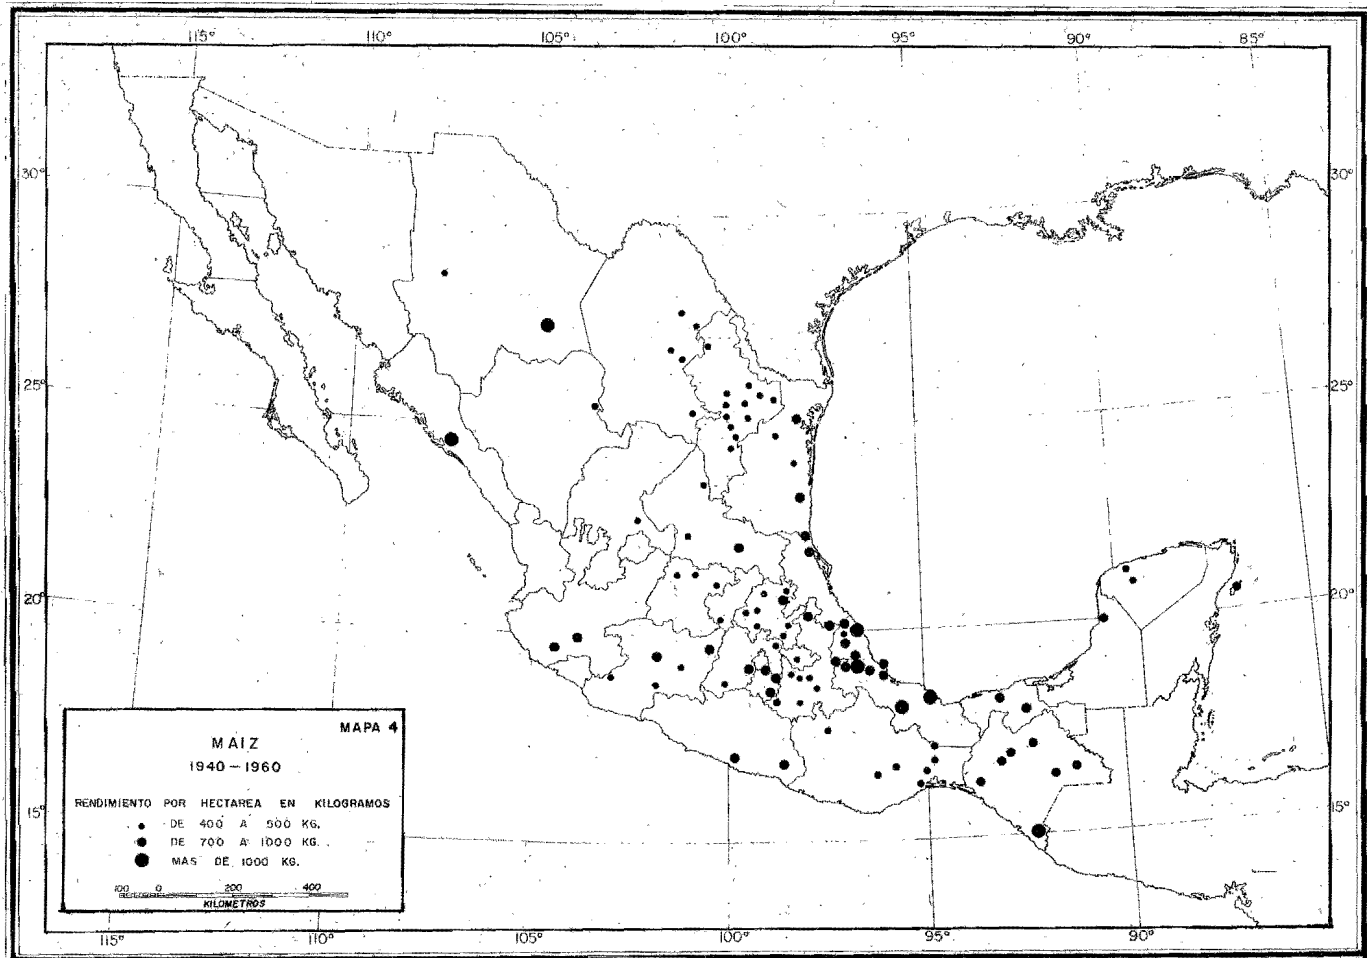 115° 110° 105° 100° 95° 90° 85°
30° 30°
25° 25°
20° 20°
15° 15°
MAPA 4
MAIZ
1940 — 1960
RENDIMIENTO POR HECTAREA EN KILOGRAMOS
DE 400 A 500 KG.
DE 700 A 1000 KG.
MAS DE 1000 KG.
100 0 200 400
KILOMETROS
115° 110° 105° 100° 95° 90°